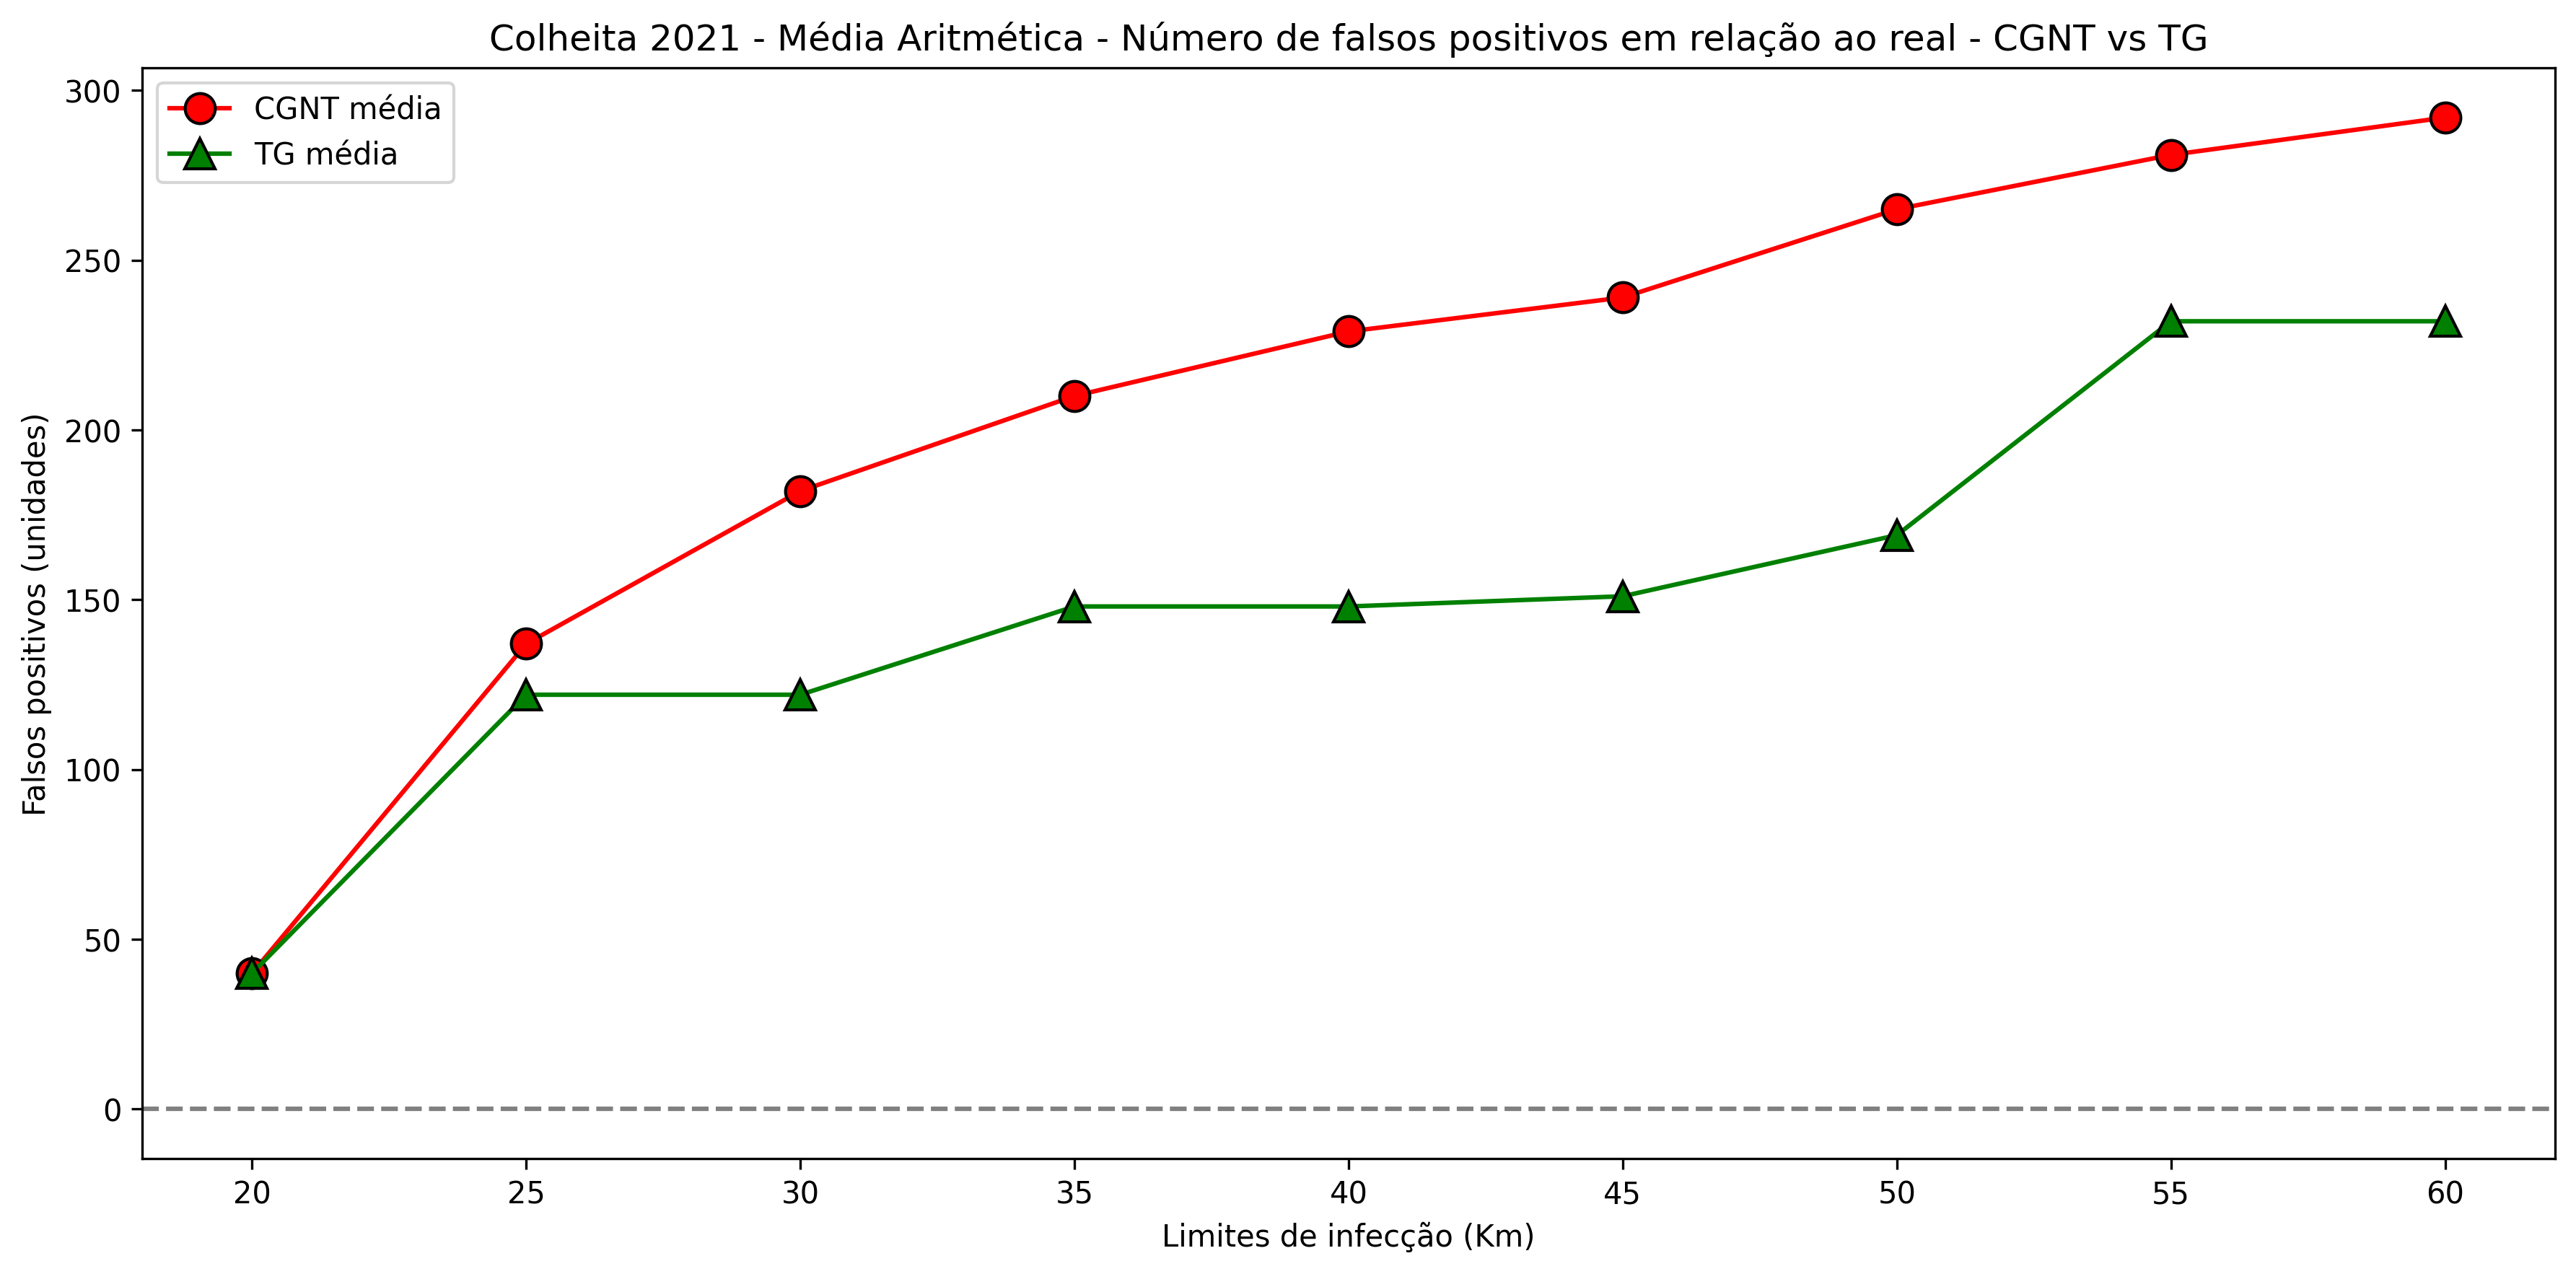 Colheita 2021 - Média Aritmética - Número de falsos positivos em relação ao real - CGNT vs TG
CGNT média
TG média
300
250
200
150
100
50
0
Falsos positivos (unidades)
20 25 30 35 40 45 50 55 60
Limites de infecção (Km)